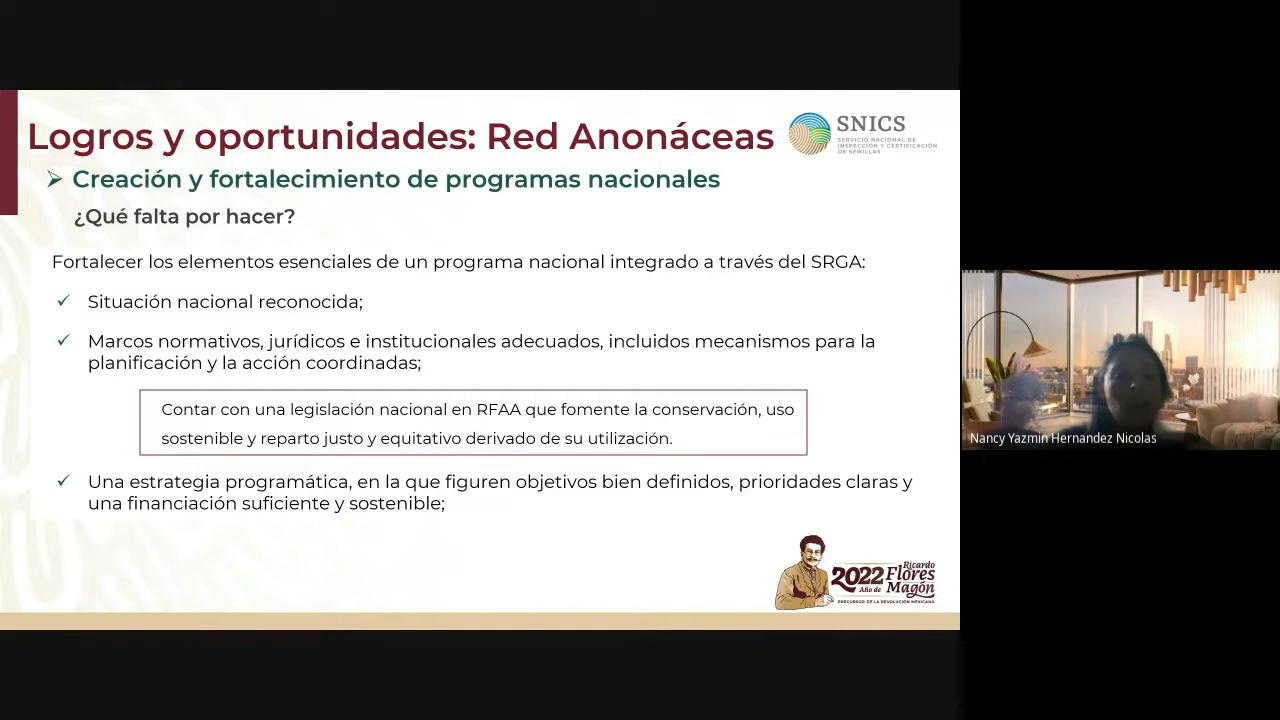 Logros y oportunidades: Red Anonáceas
SNICS
SERVICIO NACIONAL DE
INSPECCIÓN Y CERTIFICACIÓN
DE SEMILLAS
➢ Creación y fortalecimiento de programas nacionales
¿Qué falta por hacer?
Fortalecer los elementos esenciales de un programa nacional integrado a través del SRGA:
✓ Situación nacional reconocida;
✓ Marcos normativos, jurídicos e institucionales adecuados, incluidos mecanismos para la
planificación y la acción coordinadas;
Contar con una legislación nacional en RFAA que fomente la conservación, uso
sostenible y reparto justo y equitativo derivado de su utilización.
✓ Una estrategia programática, en la que figuren objetivos bien definidos, prioridades claras y
una financiación suficiente y sostenible;
2022
Año de
Ricardo
Flores
Magón
PRECURSOR DE LA REVOLUCIÓN MEXICANA
Nancy Yazmin Hernandez Nicolas